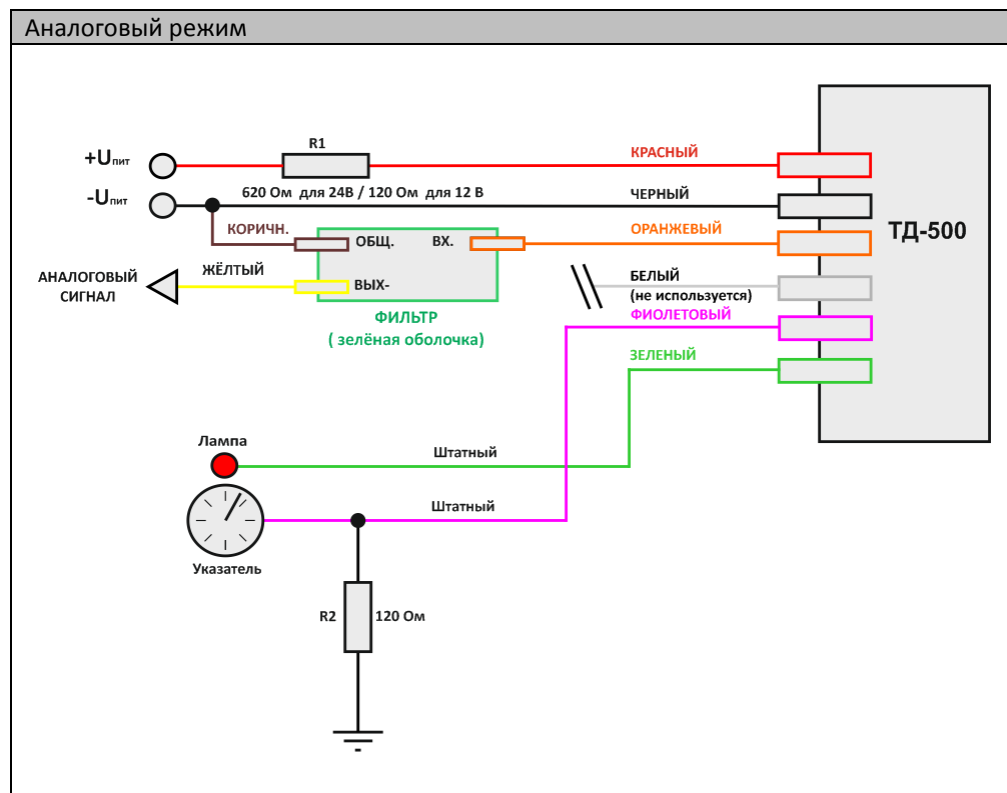 Аналоговый режим
R1
+Uпит
КРАСНЫЙ
620 Ом для 24В / 120 Ом для 12 В
ЧЕРНЫЙ
-Uпит
КОРИЧН.
ОБЩ.
ВХ.
ОРАНЖЕВЫЙ
ТД-500
ЖЁЛТЫЙ
АНАЛОГОВЫЙ
СИГНАЛ
ВЫХ-
БЕЛЫЙ
(не используется)
ФИЛЬТР
( зелёная оболочка)
ФИОЛЕТОВЫЙ
ЗЕЛЕНЫЙ
Лампа
Штатный
Штатный
Указатель
R2
120 Ом